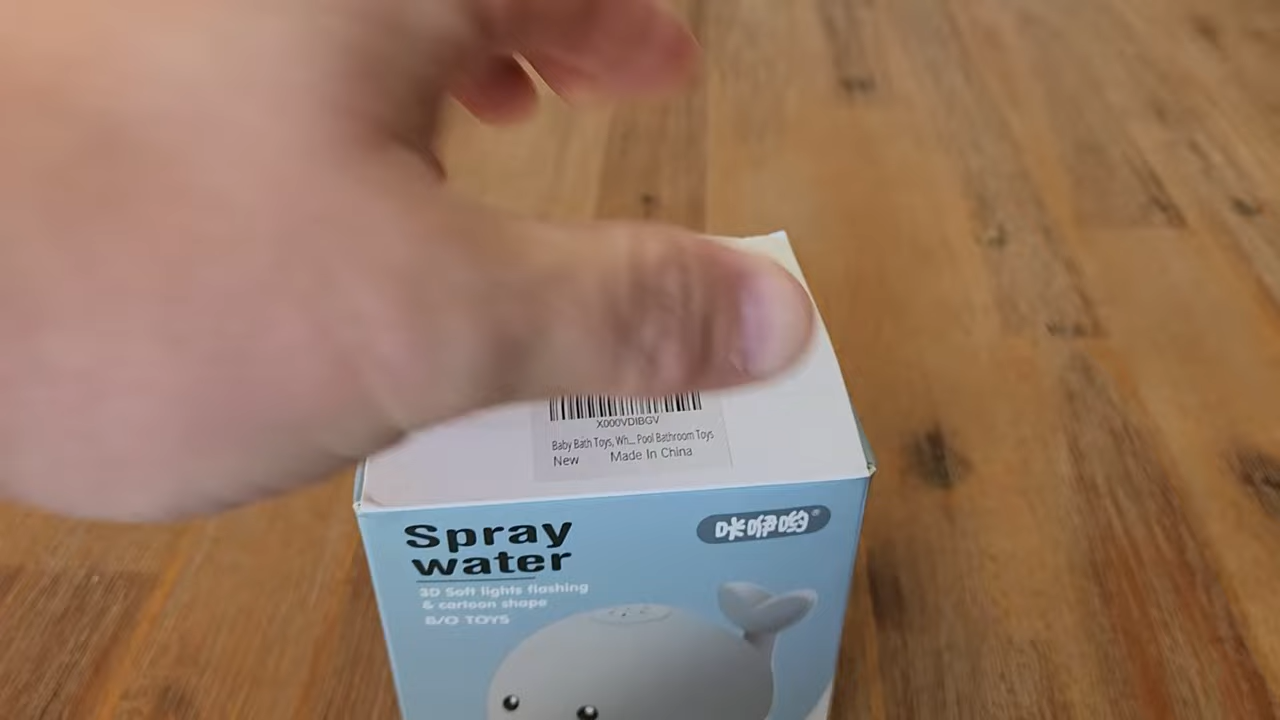 X000VDIBGV
Baby Bath Toys, Wh... Pool Bathroom Toys
New Made In China
Spray
water
咔咿哟®
3D Soft lights flashing
& cartoon shape
B/O TOYS